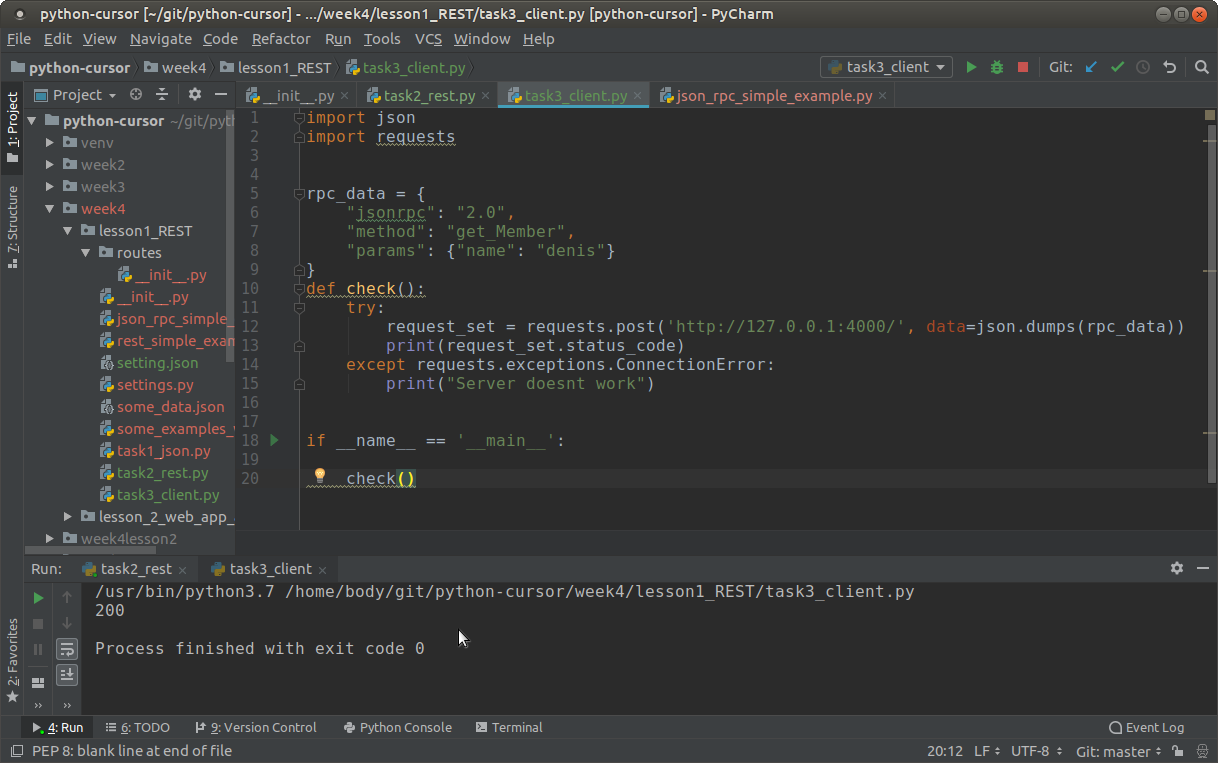 python-cursor [~/git/python-cursor] - .../week4/lesson1_REST/task3_client.py [python-cursor] - PyCharm
File Edit View Navigate Code Refactor Run Tools VCS Window Help
python-cursor week4 lesson1_REST task3_client.py task3_client Git:
1: Project
7: Structure
2: Favorites
Project
python-cursor ~/git/pyth
venv
week2
week3
week4
lesson1_REST
routes
__init__.py
__init__.py
json_rpc_simple_
rest_simple_exam
setting.json
settings.py
some_data.json
some_examples_
task1_json.py
task2_rest.py
task3_client.py
lesson_2_web_app_
week4lesson2
__init__.py task2_rest.py task3_client.py json_rpc_simple_example.py
1 import json
2 import requests
3
4
5 rpc_data = {
6 "jsonrpc": "2.0",
7 "method": "get_Member",
8 "params": {"name": "denis"}
9 }
10 def check():
11 try:
12 request_set = requests.post('http://127.0.0.1:4000/', data=json.dumps(rpc_data))
13 print(request_set.status_code)
14 except requests.exceptions.ConnectionError:
15 print("Server doesnt work")
16
17
18 if __name__ == '__main__':
19
20 check()
Run: task2_rest task3_client
/usr/bin/python3.7 /home/body/git/python-cursor/week4/lesson1_REST/task3_client.py
200
Process finished with exit code 0
4: Run 6: TODO 9: Version Control Python Console Terminal Event Log
PEP 8: blank line at end of file 20:12 LF UTF-8 Git: master